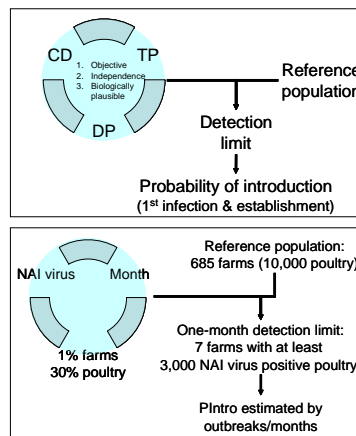 CD
TP
1. Objective
2. Independence
3. Biologically
plausible
DP
Reference
population
Detection
limit
Probability of introduction
(1st infection & establishment)
NAI virus
Month
1% farms
30% poultry
Reference population:
685 farms (10,000 poultry)
One-month detection limit:
7 farms with at least
3,000 NAI virus positive poultry
PIntro estimated by
outbreaks/months